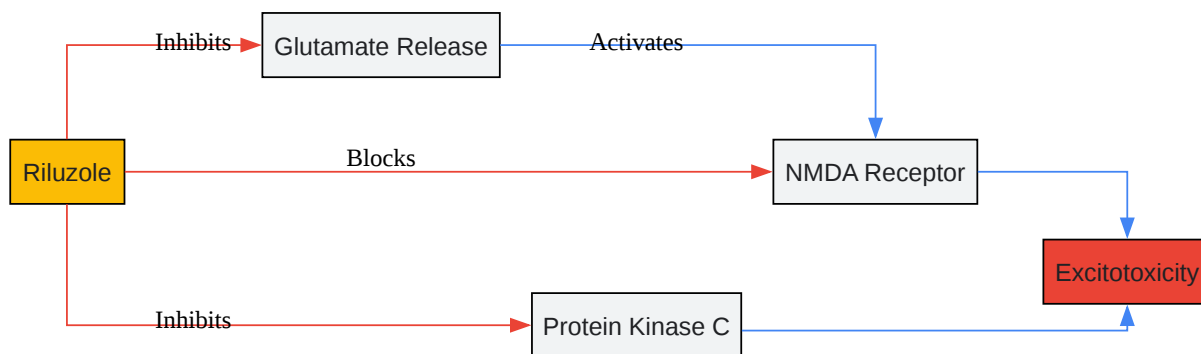 Inhibits
Glutamate Release
Activates
Riluzole
Blocks
NMDA Receptor
Excitotoxicity
Inhibits
Protein Kinase C